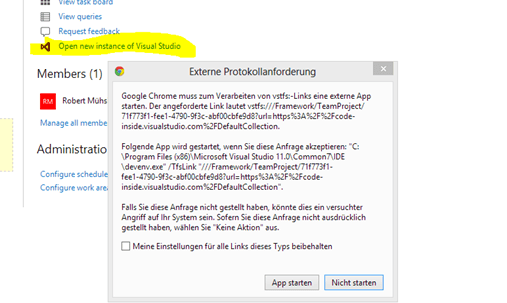 View task board
View queries
Request feedback
Open new instance of Visual Studio
Members (1)
RM Robert Mühs
Manage all membe
Administratio
Configure schedule
Configure work area
Externe Protokollanforderung
Google Chrome muss zum Verarbeiten von vstfs:-Links eine externe App
starten. Der angeforderte Link lautet vstfs:///Framework/TeamProject/
71f773f1-fee1-4790-9f3c-abf00cbfe9d8?url=https%3A%2F%2Fcode-
inside.visualstudio.com%2FDefaultCollection.
Folgende App wird gestartet, wenn Sie diese Anfrage akzeptieren: "C:
\Program Files (x86)\Microsoft Visual Studio 11.0\Common7\IDE
\devenv.exe" /TfsLink "///Framework/TeamProject/71f773f1-
fee1-4790-9f3c-abf00cbfe9d8?url=https%3A%2F%2Fcode-
inside.visualstudio.com%2FDefaultCollection".
Falls Sie diese Anfrage nicht gestellt haben, könnte dies ein versuchter
Angriff auf Ihr System sein. Sofern Sie diese Anfrage nicht ausdrücklich
gestellt haben, wählen Sie "Keine Aktion" aus.
Meine Einstellungen für alle Links dieses Typs beibehalten
App starten
Nicht starten